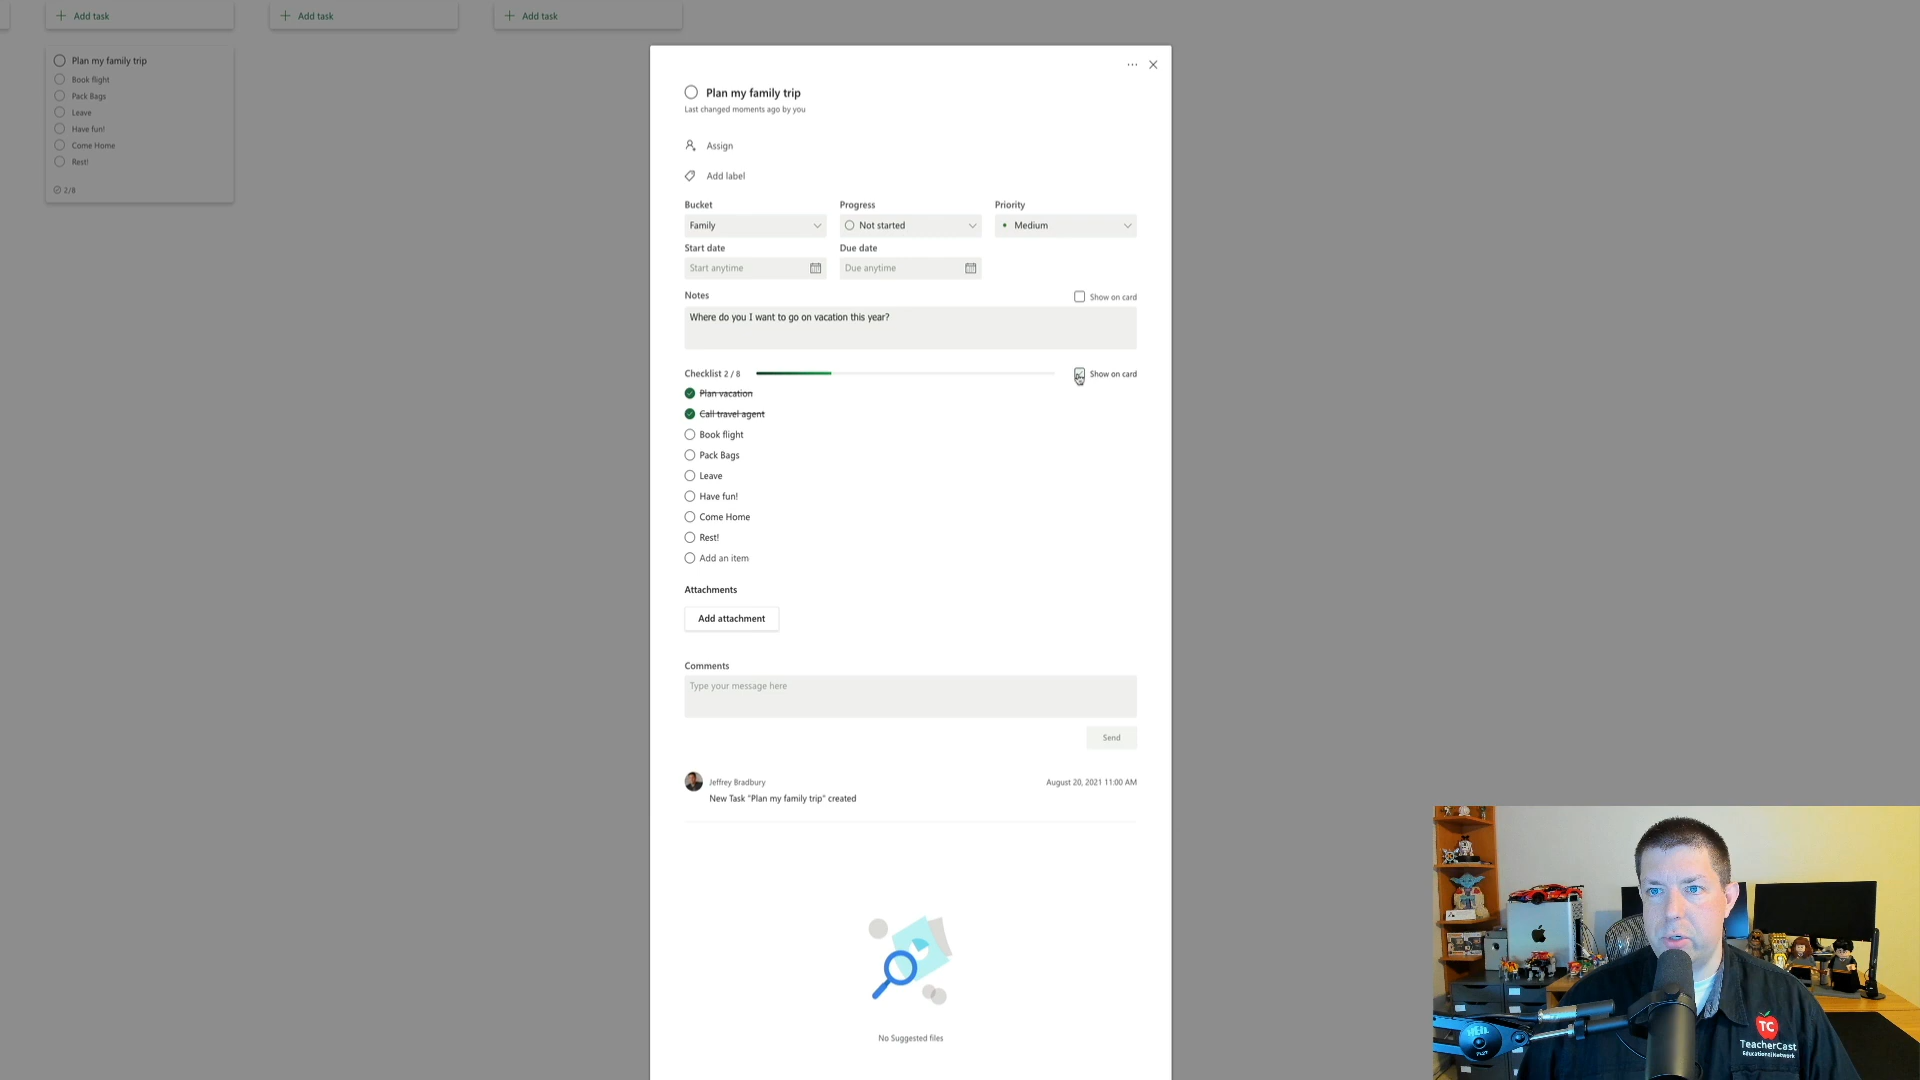 Add task
Add task
Add task
Plan my family trip
Book flight
Pack Bags
Leave
Have fun!
Come Home
Rest!
2/8
Plan my family trip
Last changed moments ago by you
Assign
Add label
Bucket
Progress
Priority
Family
Not started
Medium
Start date
Due date
Start anytime
Due anytime
Notes
Show on card
Where do you I want to go on vacation this year?
Checklist 2 / 8
Show on card
Plan vacation
Call travel agent
Book flight
Pack Bags
Leave
Have fun!
Come Home
Rest!
Add an item
Attachments
Add attachment
Comments
Type your message here
Send
Jeffrey Bradbury
August 20, 2021 11:00 AM
New Task "Plan my family trip" created
No Suggested files
TC
TeacherCast
Educational Network
HEIL